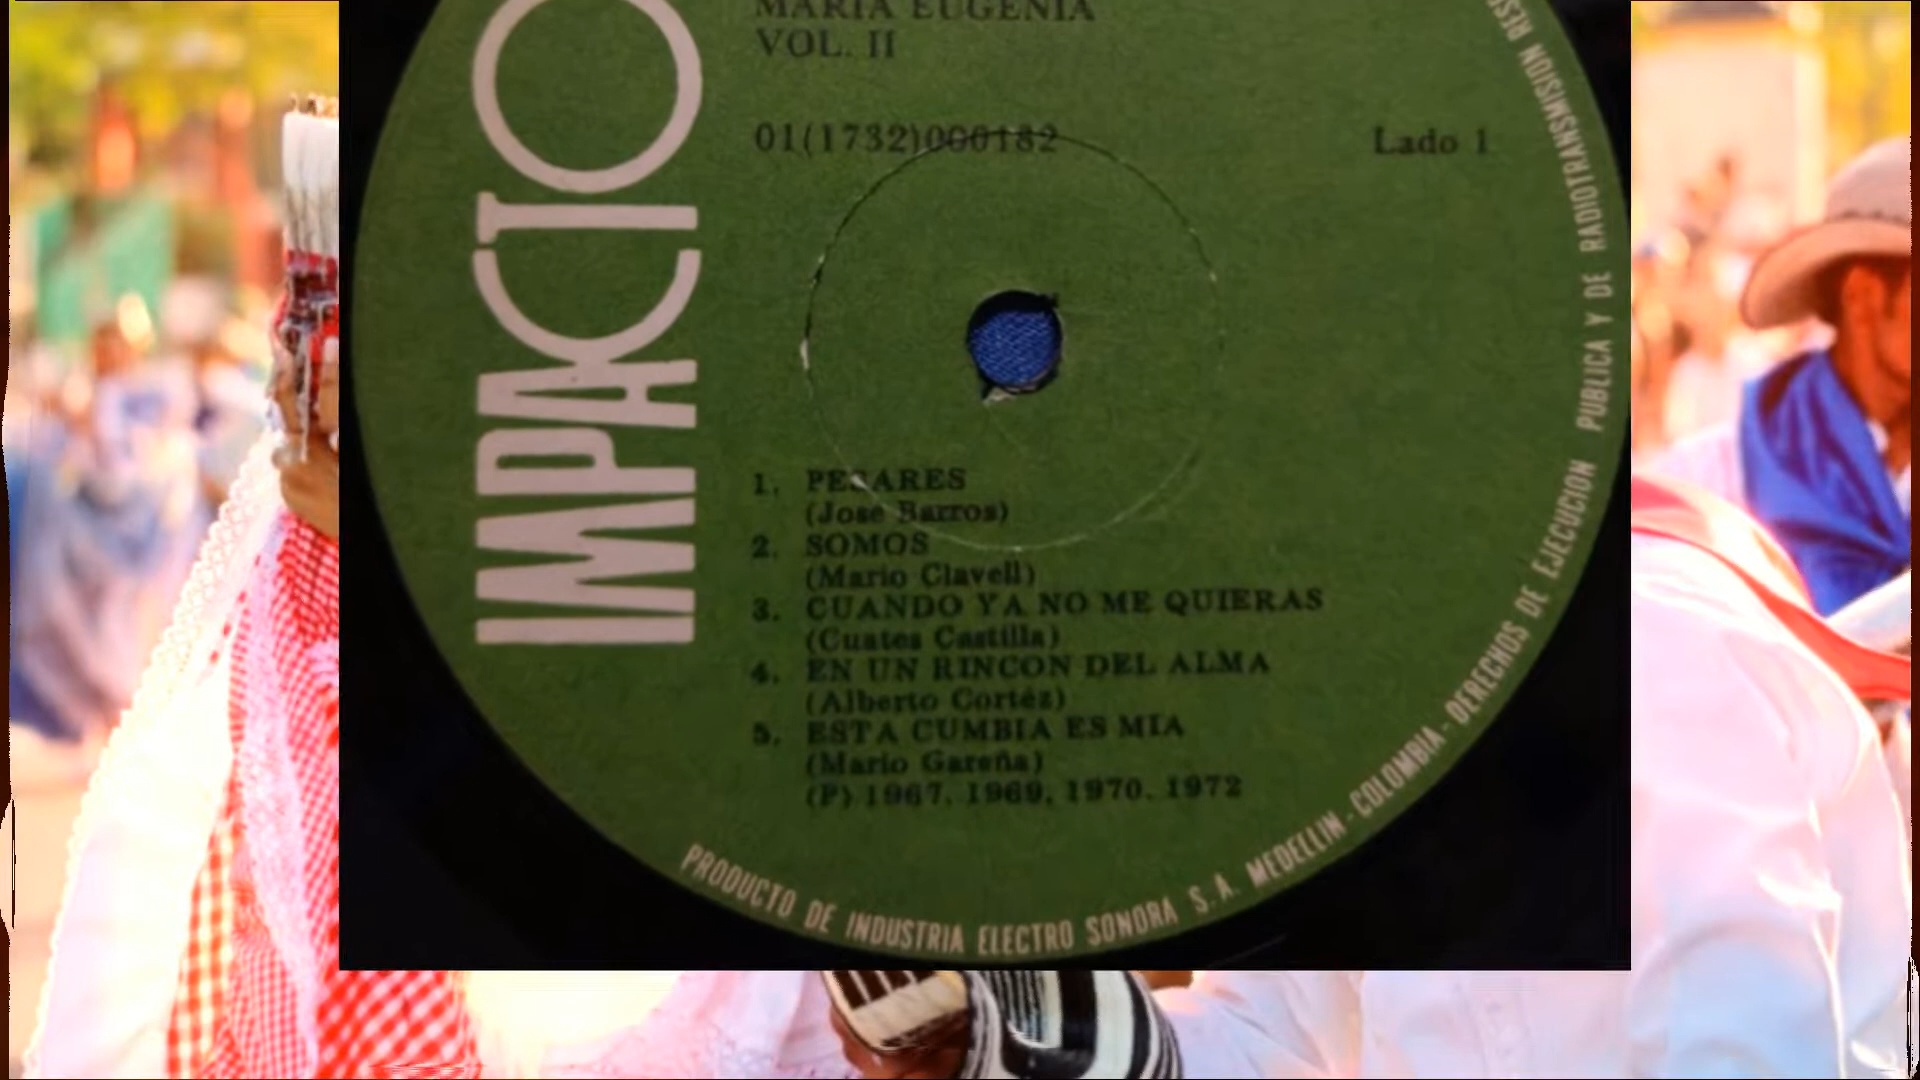 MARIA EUGENIA
VOL. II
01(1732)000182
Lado 1
IMPACTO
1. PESARES
(Jose Barros)
2. SOMOS
(Mario Clavell)
3. CUANDO YA NO ME QUIERAS
(Cuates Castilla)
4. EN UN RINCON DEL ALMA
(Alberto Cortéz)
5. ESTA CUMBIA ES MIA
(Mario Gareña)
(P) 1967, 1969, 1970, 1972
PRODUCTO DE INDUSTRIA ELECTRO SONORA S.A. MEDELLIN - COLOMBIA - DERECHOS DE EJECUCION PUBLICA Y DE RADIOTRANSMISION